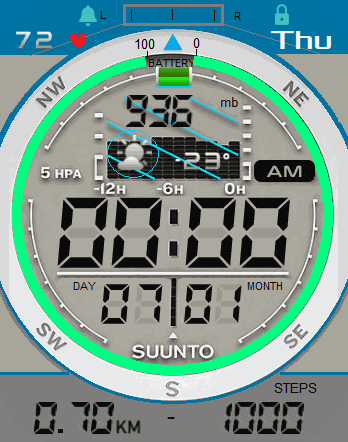 L R
72 Thu
100 0
BATTERY
NW NE
936 mb
-23°
5 HPA AM
-12H -6H 0H
00:00
DAY MONTH
07 01
SW SE
SUUNTO
S
STEPS
0.70 KM - 1000